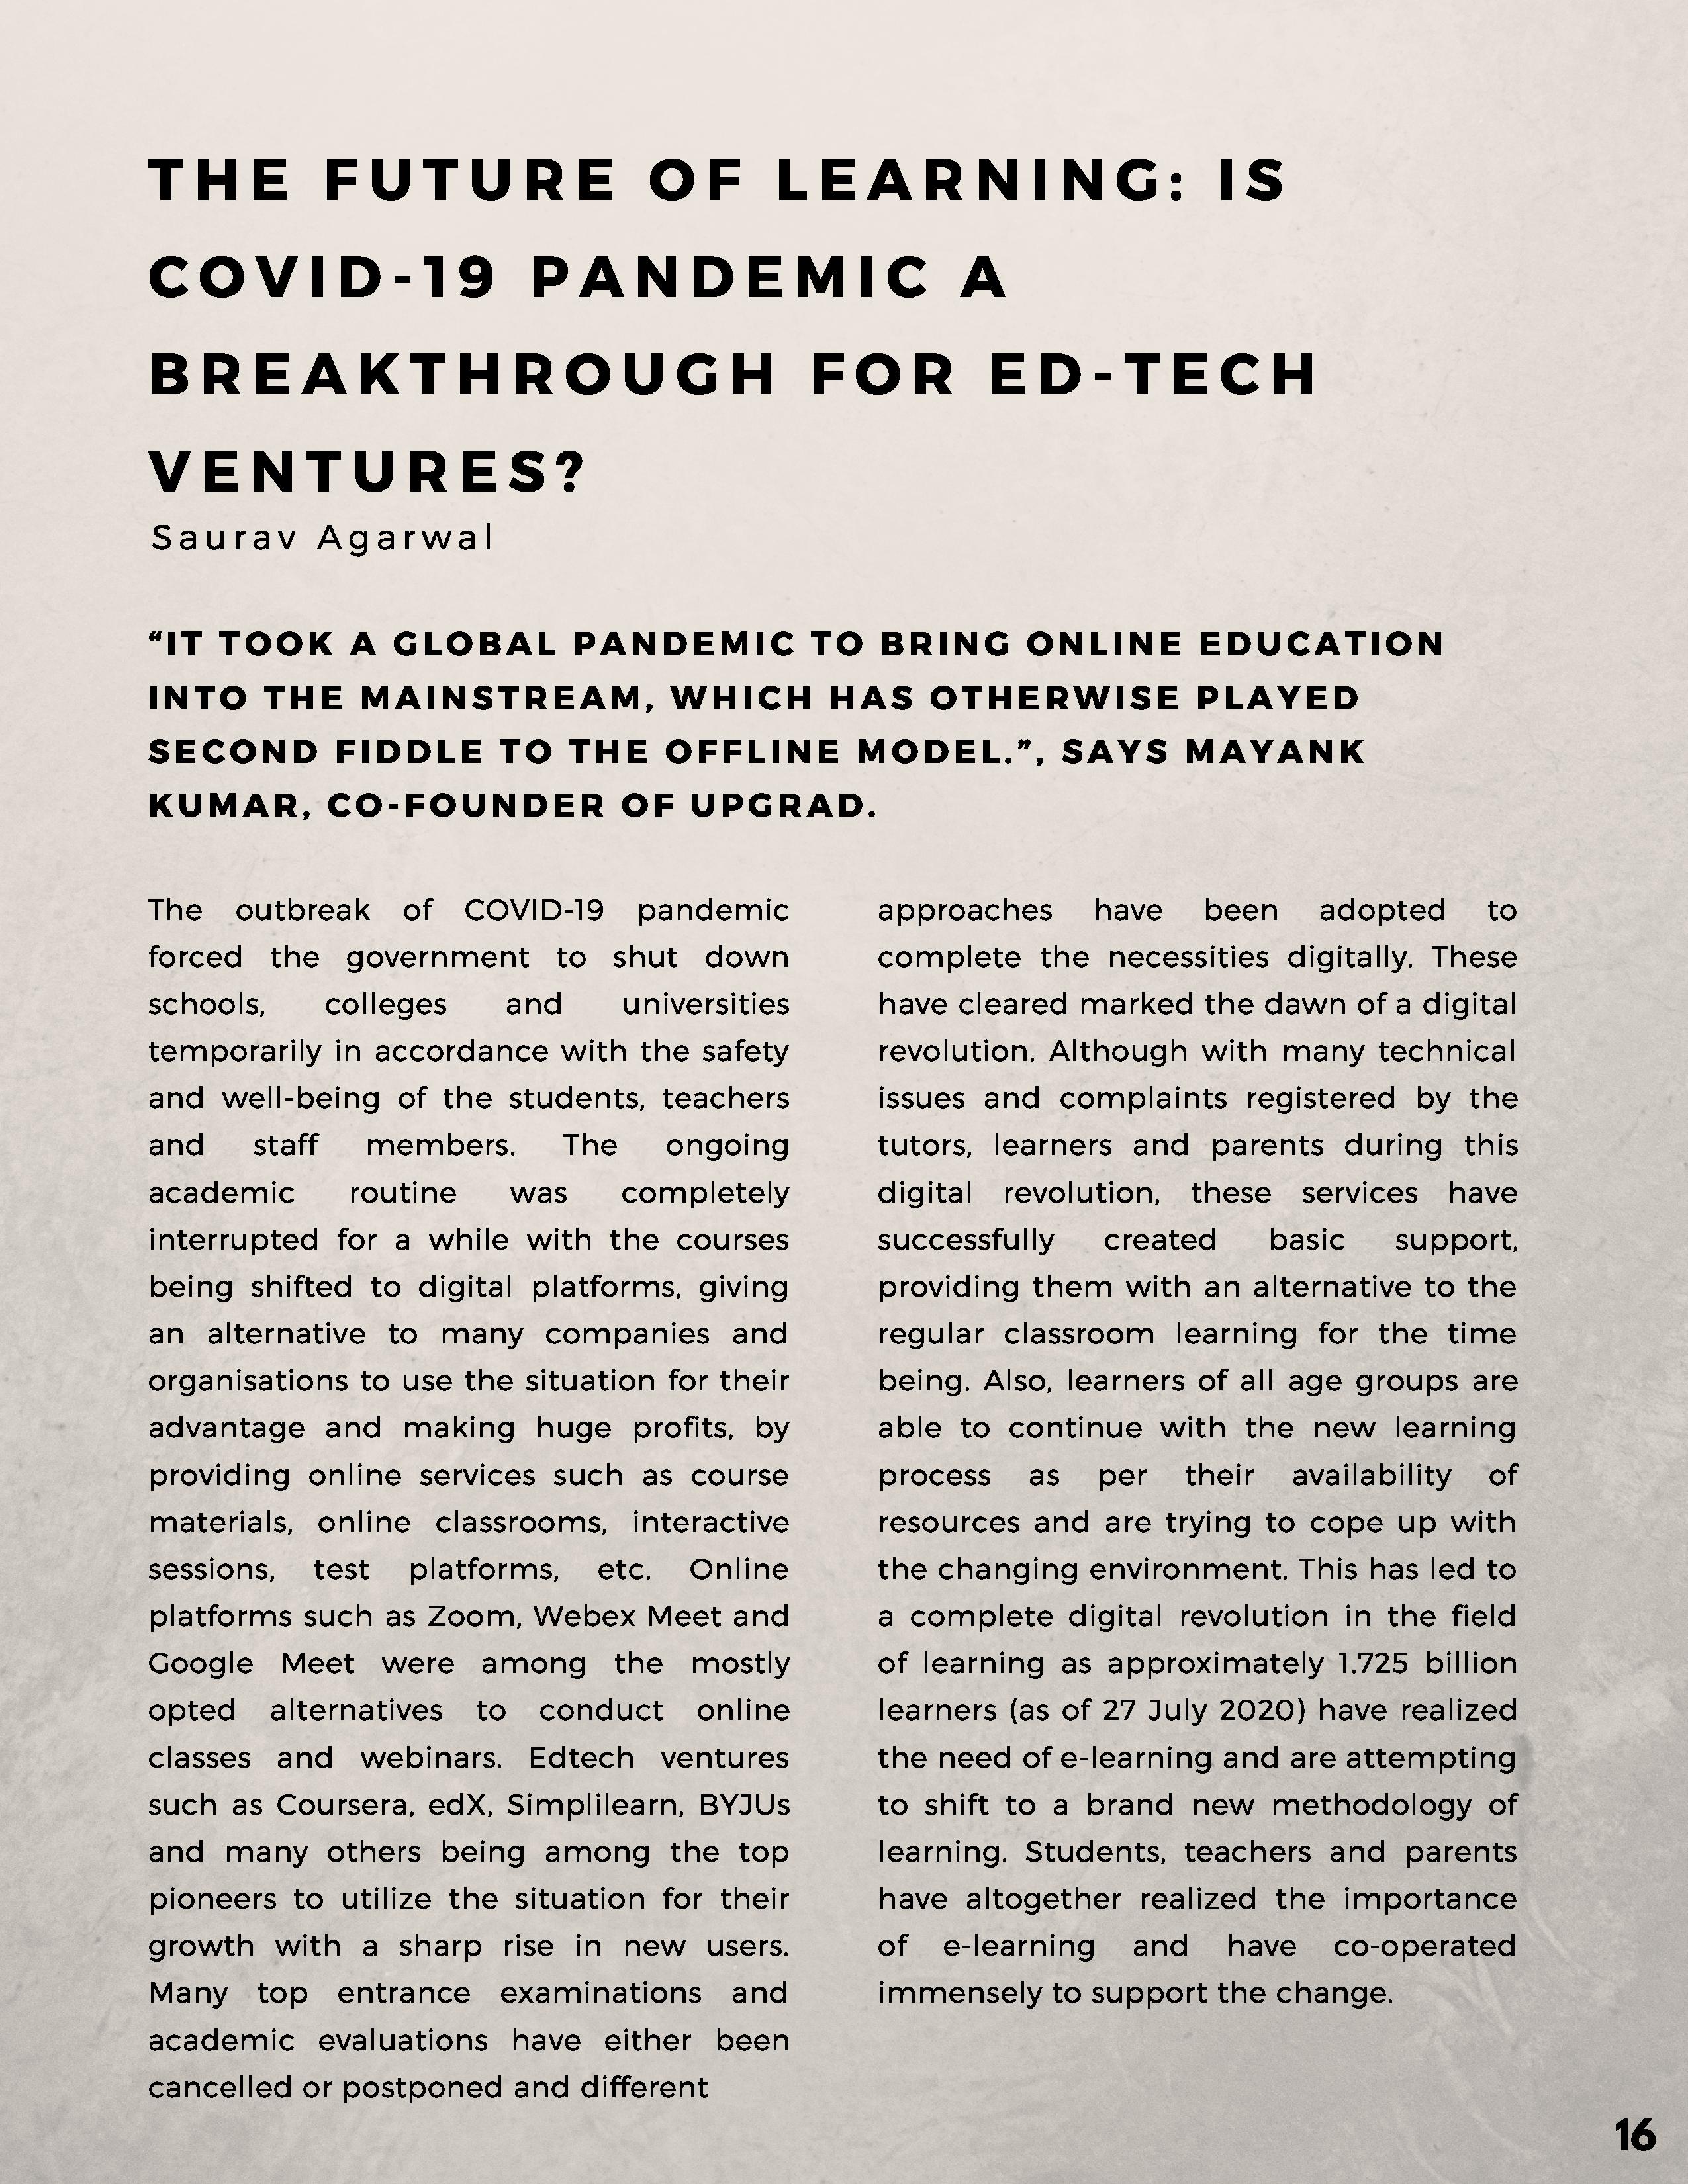 THE FUTURE OF LEARNING: IS
COVID-19 PANDEMIC A
BREAKTHROUGH FOR ED-TECH
VENTURES?
Saurav Agarwal
“IT TOOK A GLOBAL PANDEMIC TO BRING ONLINE EDUCATION
INTO THE MAINSTREAM, WHICH HAS OTHERWISE PLAYED
SECOND FIDDLE TO THE OFFLINE MODEL.”, SAYS MAYANK
KUMAR, CO-FOUNDER OF UPGRAD.
The outbreak of COVID-19 pandemic
forced the government to shut down
schools, colleges and universities
temporarily in accordance with the safety
and well-being of the students, teachers
and staff members. The ongoing
academic routine was completely
interrupted for a while with the courses
being shifted to digital platforms, giving
an alternative to many companies and
organisations to use the situation for their
advantage and making huge profits, by
providing online services such as course
materials, online classrooms, interactive
sessions, test platforms, etc. Online
platforms such as Zoom, Webex Meet and
Google Meet were among the mostly
opted alternatives to conduct online
classes and webinars. Edtech ventures
such as Coursera, edX, Simplilearn, BYJUs
and many others being among the top
pioneers to utilize the situation for their
growth with a sharp rise in new users.
Many top entrance examinations and
academic evaluations have either been
cancelled or postponed and different
approaches have been adopted to
complete the necessities digitally. These
have cleared marked the dawn of a digital
revolution. Although with many technical
issues and complaints registered by the
tutors, learners and parents during this
digital revolution, these services have
successfully created basic support,
providing them with an alternative to the
regular classroom learning for the time
being. Also, learners of all age groups are
able to continue with the new learning
process as per their availability of
resources and are trying to cope up with
the changing environment. This has led to
a complete digital revolution in the field
of learning as approximately 1.725 billion
learners (as of 27 July 2020) have realized
the need of e-learning and are attempting
to shift to a brand new methodology of
learning. Students, teachers and parents
have altogether realized the importance
of e-learning and have co-operated
immensely to support the change.
16